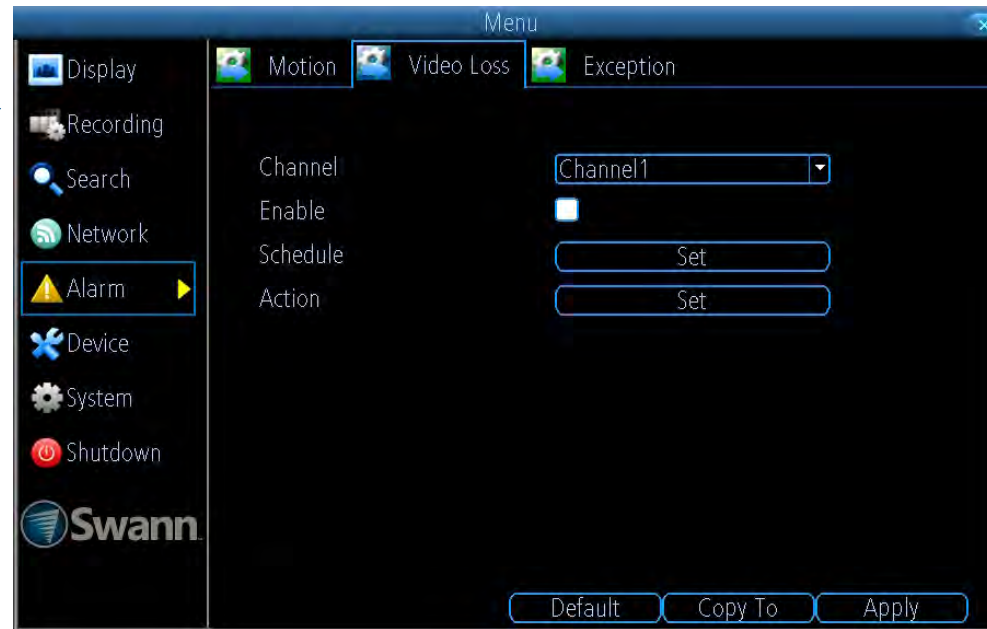 Menu
Display
Recording
Search
Network
Alarm
Device
System
Shutdown
Swann
Motion
Video Loss
Exception
Channel
Channel1
Enable
Schedule
Set
Action
Set
Default
Copy To
Apply